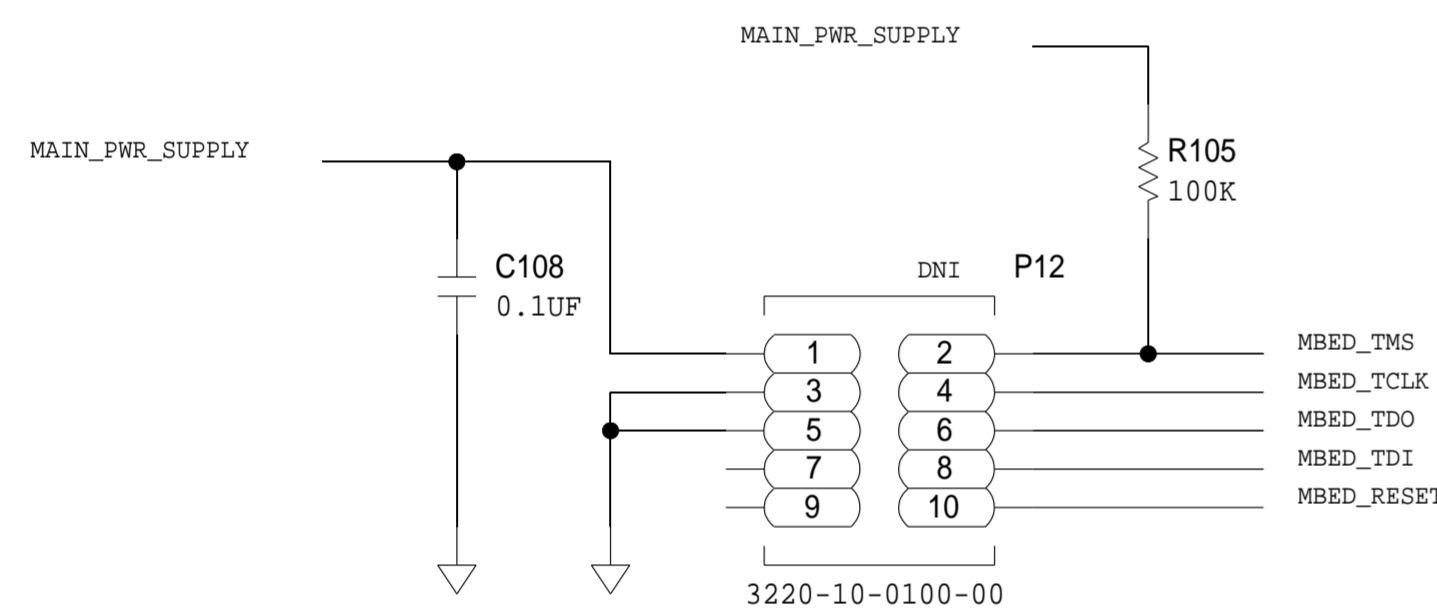 MAIN_PWR_SUPPLY
MAIN_PWR_SUPPLY
R105
100K
C108
0.1UF
DNI P12
1 2 MBED_TMS
3 4 MBED_TCLK
5 6 MBED_TDO
7 8 MBED_TDI
9 10 MBED_RESET
3220-10-0100-00